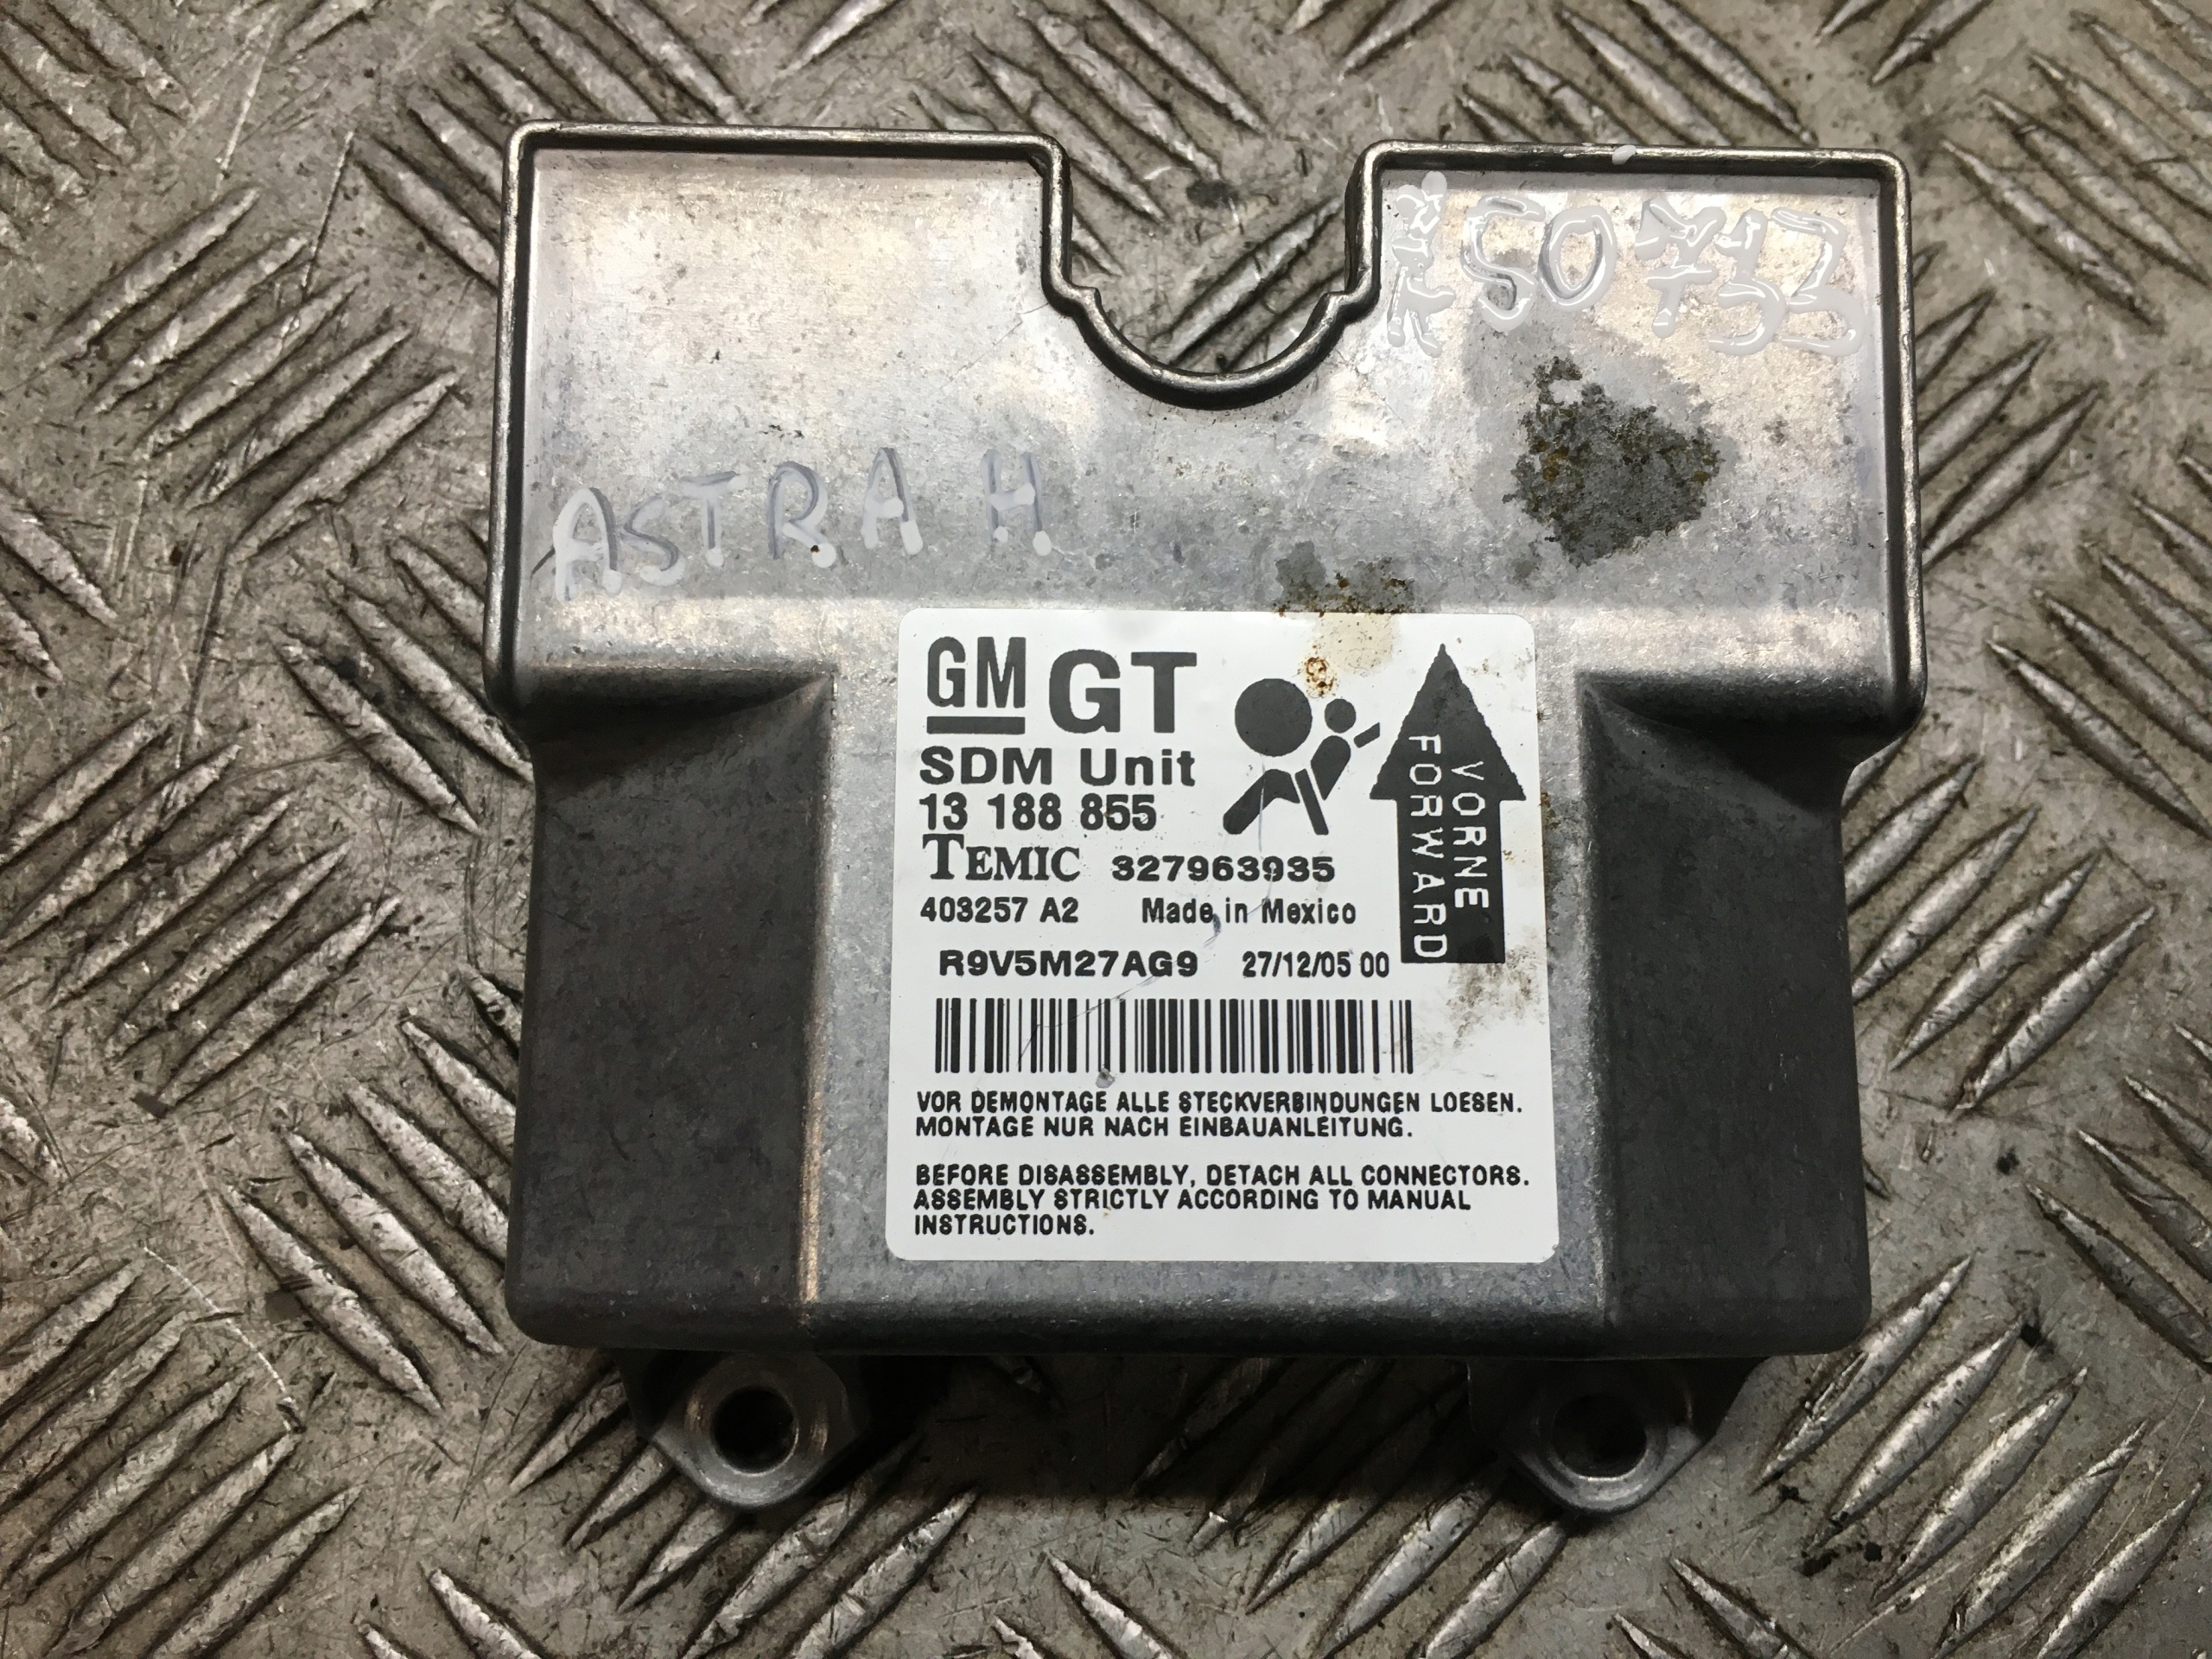 ASTRA H
GM GT
SDM Unit
13 188 855
TEMIC 327963935
403257 A2 Made in Mexico
R9V5M27AG9 27/12/05 00
VORNE
FORWARD
VOR DEMONTAGE ALLE STECKVERBINDUNGEN LOESEN.
MONTAGE NUR NACH EINBAUANLEITUNG.
BEFORE DISASSEMBLY, DETACH ALL CONNECTORS.
ASSEMBLY STRICTLY ACCORDING TO MANUAL
INSTRUCTIONS.